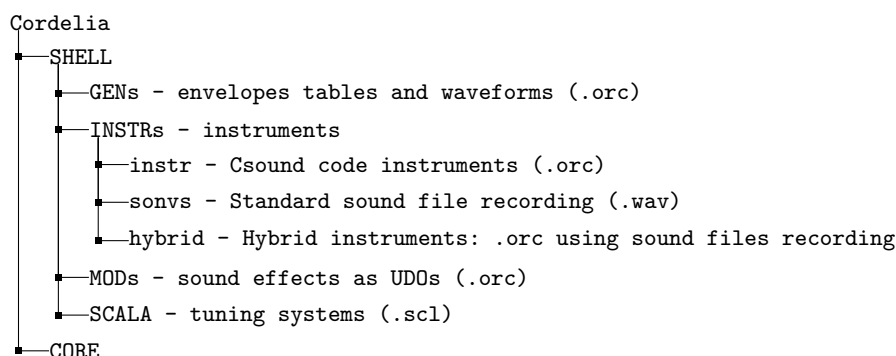 Cordelia
SHELL
GENs - envelopes tables and waveforms (.orc)
INSTRs - instruments
instr - Csound code instruments (.orc)
sonvs - Standard sound file recording (.wav)
hybrid - Hybrid instruments: .orc using sound files recording
MODs - sound effects as UDOs (.orc)
SCALA - tuning systems (.scl)
CORE